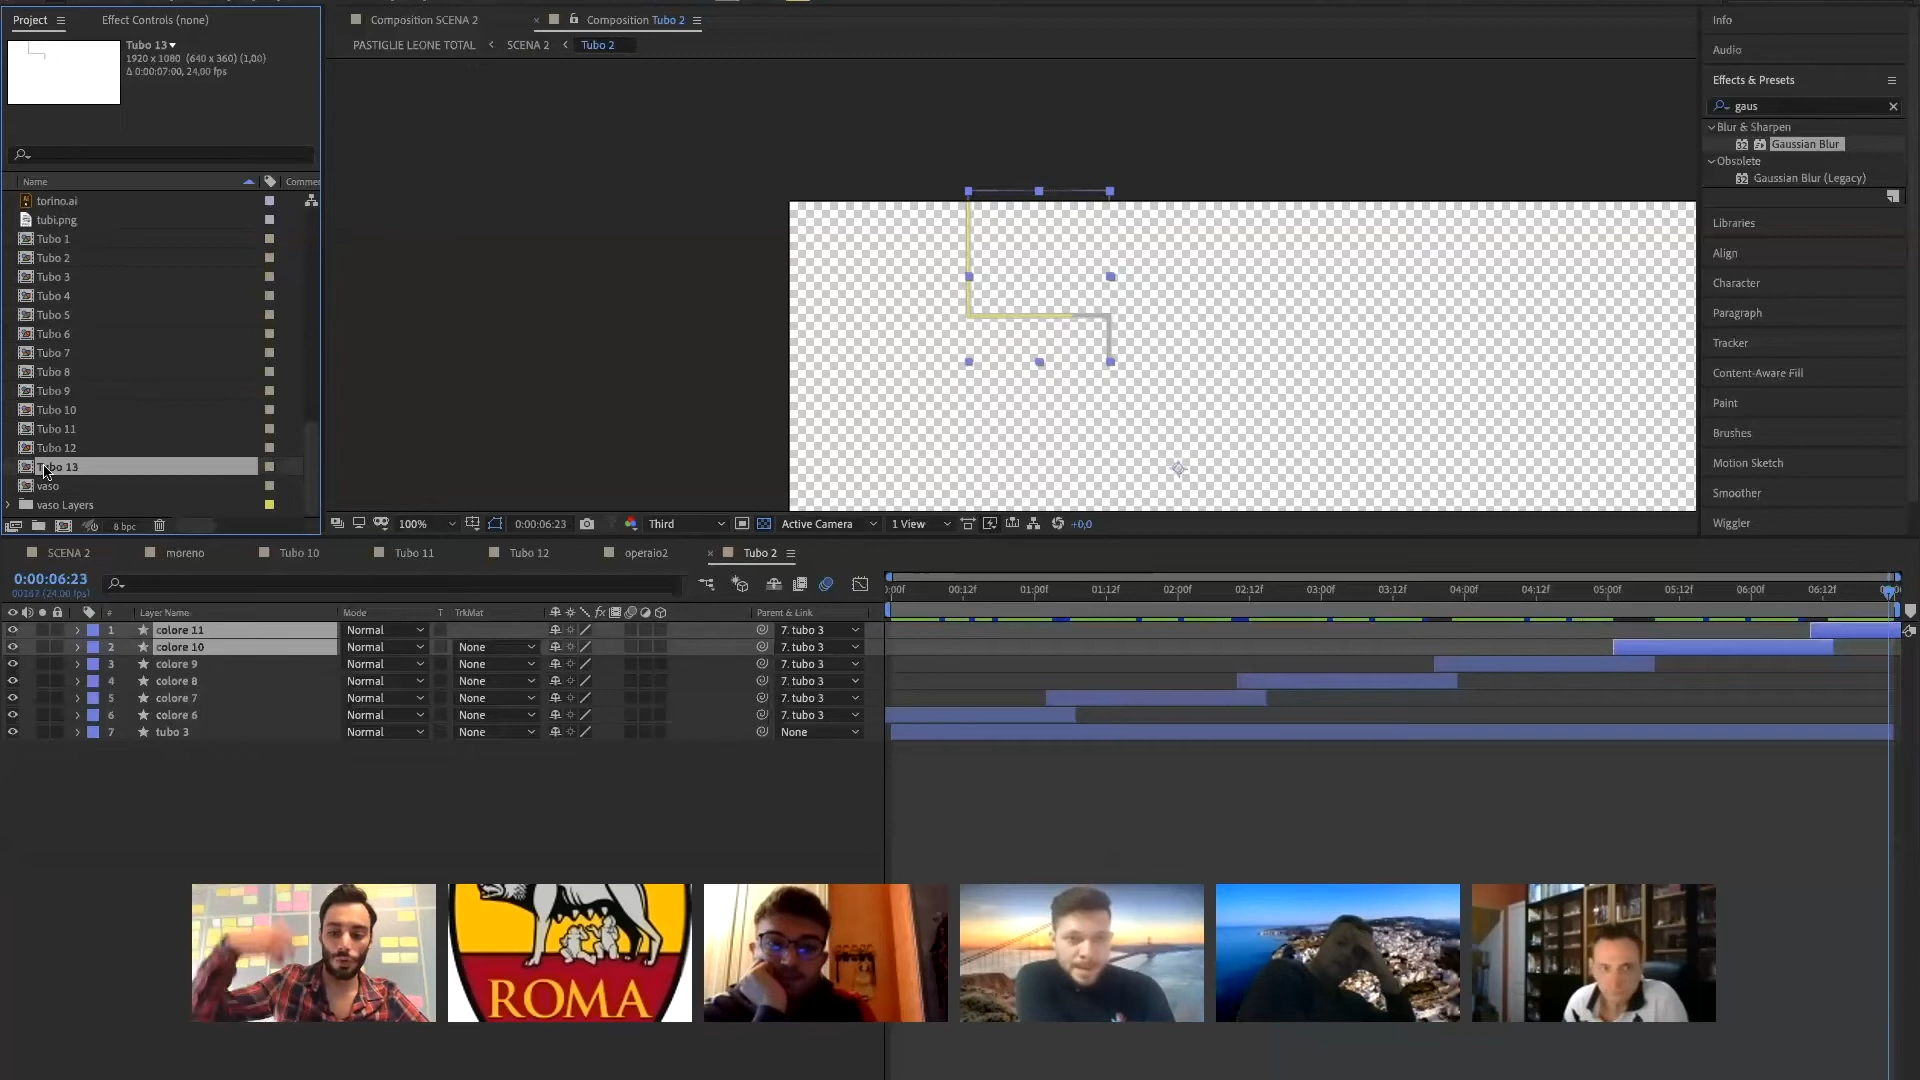 Project
Effect Controls (none)
Tubo 13
1920 x 1080 (640 x 360) (1,00)
Δ 0:00:07:00, 24,00 fps
Name
Comment
torino.ai
tubi.png
Tubo 1
Tubo 2
Tubo 3
Tubo 4
Tubo 5
Tubo 6
Tubo 7
Tubo 8
Tubo 9
Tubo 10
Tubo 11
Tubo 12
Tubo 13
vaso
vaso Layers
8 bpc
Composition SCENA 2
Composition Tubo 2
PASTIGLIE LEONE TOTAL
SCENA 2
Tubo 2
100%
0:00:06:23
Third
Active Camera
1 View
+0,0
Info
Audio
Effects & Presets
gaus
Blur & Sharpen
32 Gaussian Blur
Obsolete
32 Gaussian Blur (Legacy)
Libraries
Align
Character
Paragraph
Tracker
Content-Aware Fill
Paint
Brushes
Motion Sketch
Smoother
Wiggler
SCENA 2
moreno
Tubo 10
Tubo 11
Tubo 12
operaio2
Tubo 2
0:00:06:23
00167 (24.00 fps)
:00f 00:12f 01:00f 01:12f 02:00f 02:12f 03:00f 03:12f 04:00f 04:12f 05:00f 05:12f 06:00f 06:12f
# Layer Name Mode T TrkMat fx Parent & Link
1 colore 11 Normal 7. tubo 3
2 colore 10 Normal None 7. tubo 3
3 colore 9 Normal None 7. tubo 3
4 colore 8 Normal None 7. tubo 3
5 colore 7 Normal None 7. tubo 3
6 colore 6 Normal None 7. tubo 3
7 tubo 3 Normal None None
ROMA